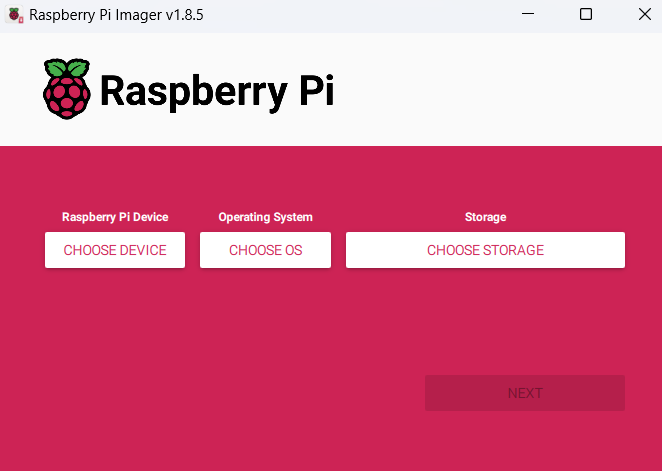 Raspberry Pi Imager v1.8.5
Raspberry Pi
Raspberry Pi Device Operating System Storage
CHOOSE DEVICE CHOOSE OS CHOOSE STORAGE
NEXT